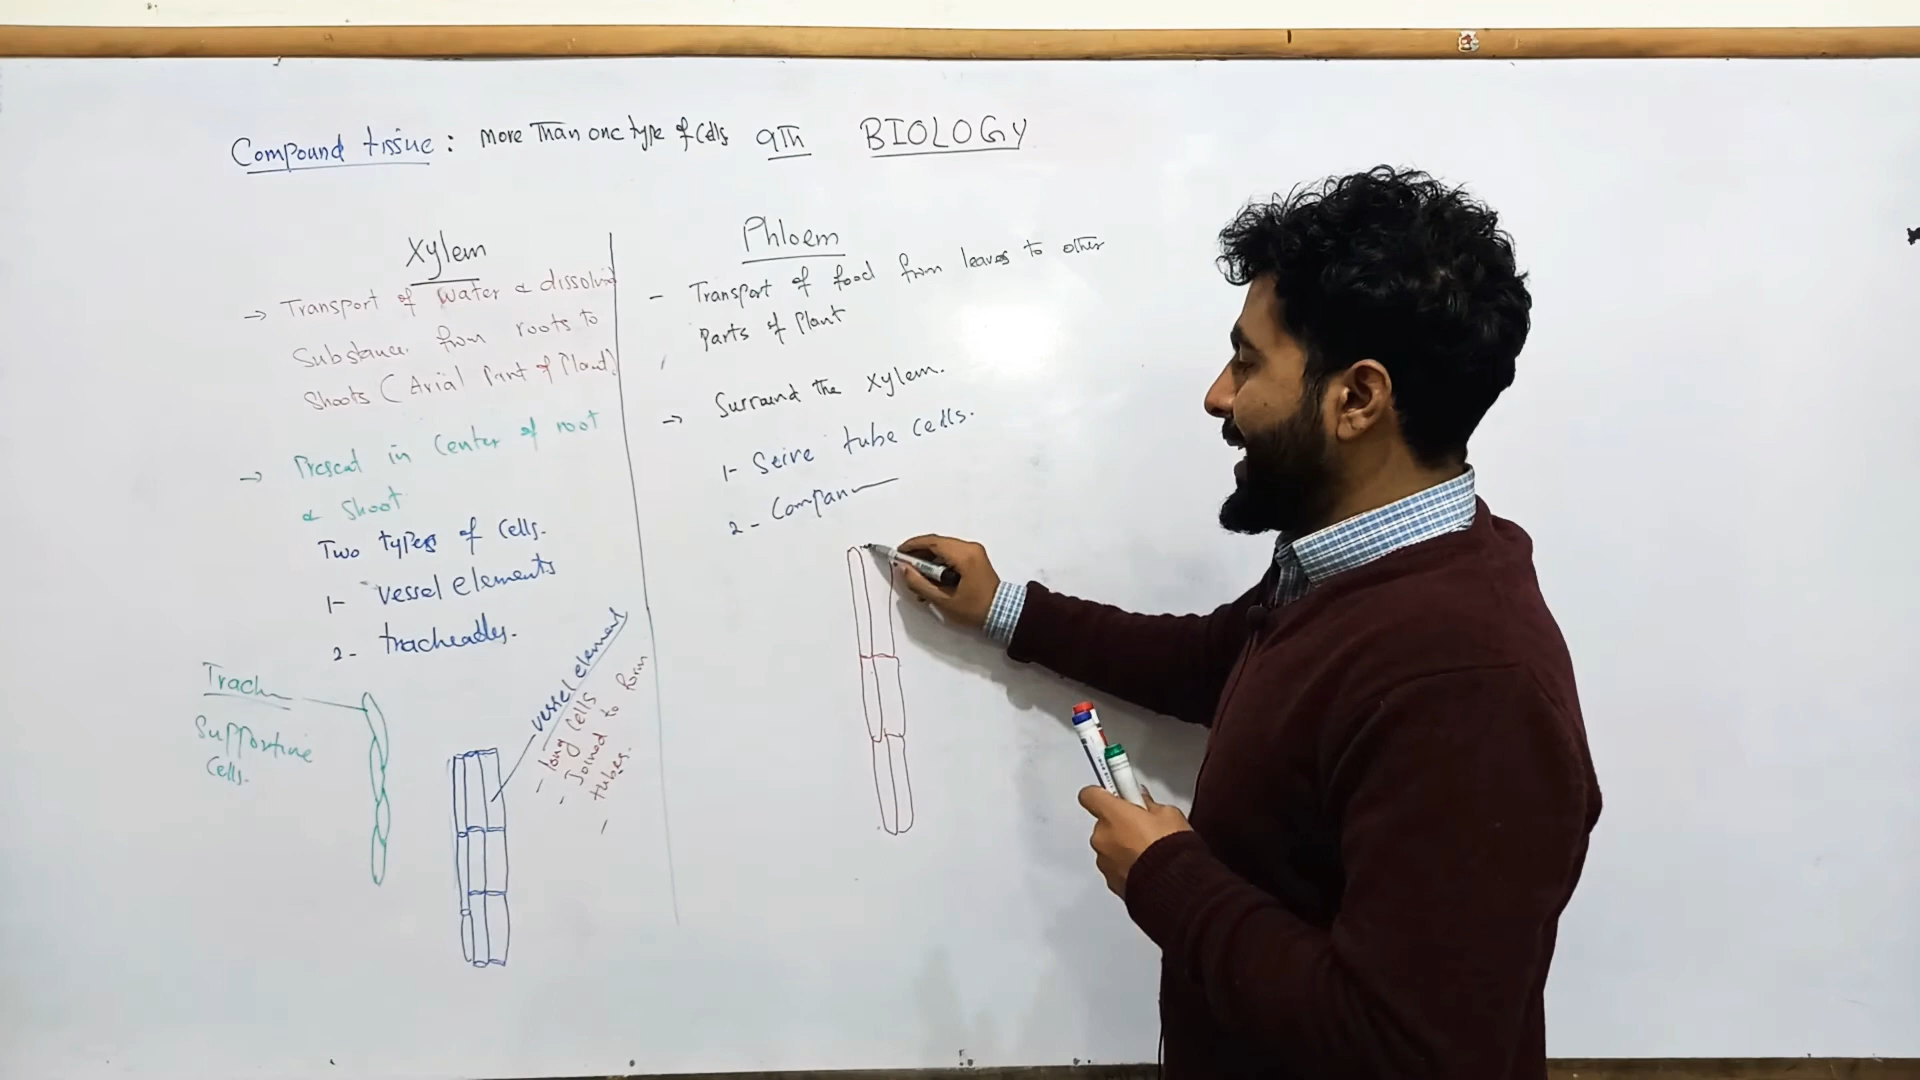 Compound tissue: More Than one type of Cells 9Th BIOLOGY
Xylem
→ Transport of water & dissolved
Substance from roots to
Shoots (Arial Part of Plant)
→ Present in Center of root
& Shoot
Two types of Cells.
1- vessel elements
2-
Trach
Supportive
Cells.
vessel element
- long Cells
- Joined to form
tubes.
-
Phloem
- Transport of food from leaves to other
Parts of Plant
→ Surround the xylem.
1- Seive tube Cells.
2- Compan